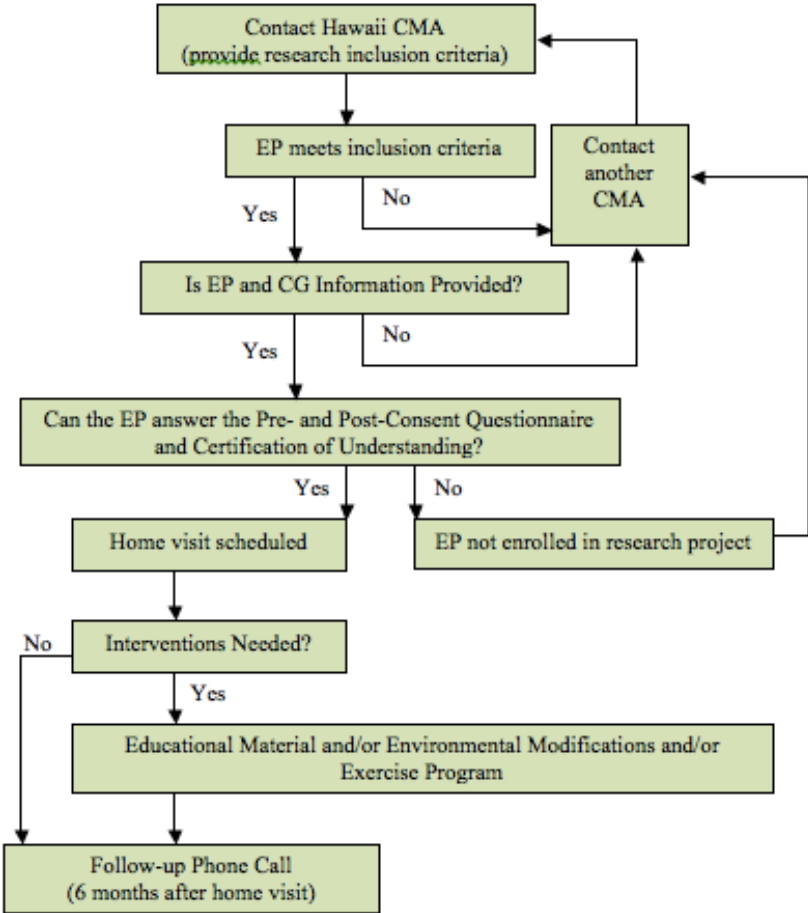 Contact Hawaii CMA
(provide research inclusion criteria)
EP meets inclusion criteria
Contact
another
CMA
Yes
No
Is EP and CG Information Provided?
Yes
No
Can the EP answer the Pre- and Post-Consent Questionnaire
and Certification of Understanding?
Yes
No
Home visit scheduled
EP not enrolled in research project
No
Interventions Needed?
Yes
Educational Material and/or Environmental Modifications and/or
Exercise Program
Follow-up Phone Call
(6 months after home visit)